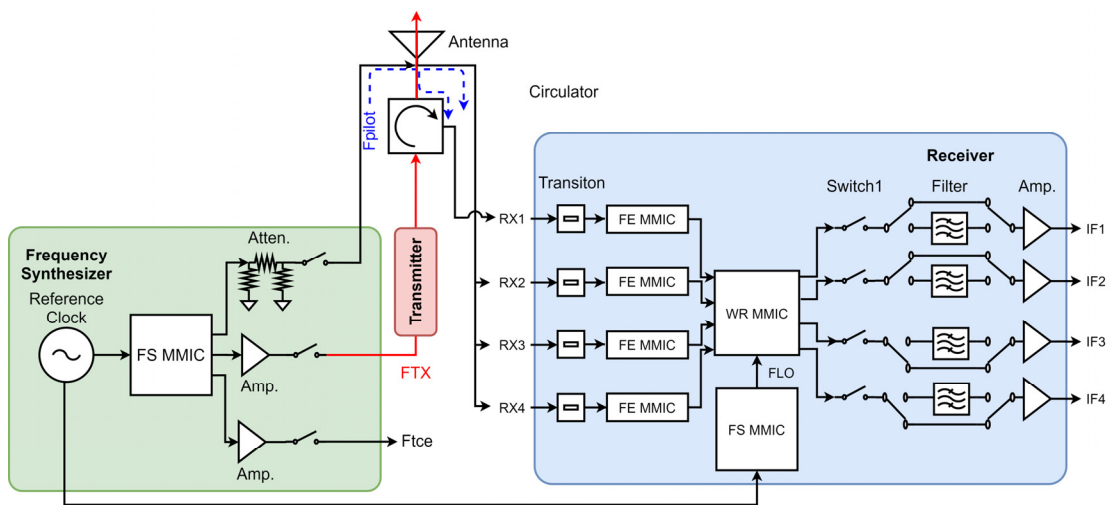 Antenna
Circulator
Fpilot
Receiver
Transiton
Switch1
Filter
Amp.
RX1
FE MMIC
IF1
Frequency
Synthesizer
Atten.
Transmitter
Reference
Clock
RX2
FE MMIC
WR MMIC
IF2
FS MMIC
RX3
FE MMIC
IF3
Amp.
FTX
FLO
RX4
FE MMIC
IF4
FS MMIC
Ftce
Amp.